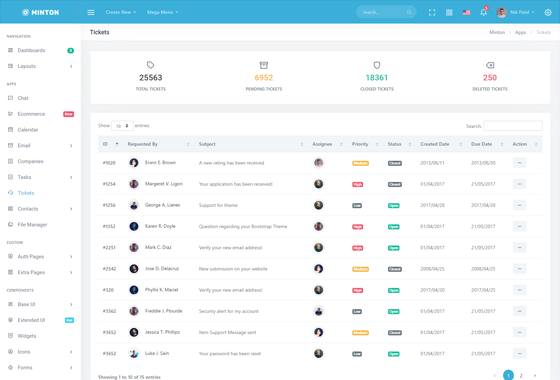 MINTON
Create New
Mega Menu
Search...
5
Nik Patel
NAVIGATION
Dashboards
Layouts
APPS
Chat
Ecommerce
New
Calendar
Email
Companies
Tasks
Tickets
Contacts
File Manager
CUSTOM
Auth Pages
Extra Pages
COMPONENTS
Base UI
Extended UI
Widgets
Icons
Forms
Tickets
Minton / Apps / Tickets
25563
TOTAL TICKETS
6952
PENDING TICKETS
18361
CLOSED TICKETS
250
DELETED TICKETS
Show 10 entries
Search:
ID Requested By Subject Assignee Priority Status Created Date Due Date Action
#1020 Erwin E. Brown A new rating has been received Medium Closed 2013/08/11 2013/08/30
#1254 Margeret V. Ligon Your application has been received! High Closed 01/04/2017 21/05/2017
#1256 George A. Llanes Support for theme Low Open 2017/04/20 2017/04/20
#1352 Karen R. Doyle Question regarding your Bootstrap Theme High Open 01/04/2017 21/05/2017
#2251 Mark C. Diaz Verify your new email address! High Open 01/04/2017 21/05/2017
#2542 Jose D. Delacruz New submission on your website Medium Closed 2008/04/25 2008/04/25
#320 Phyllis K. Maciel Verify your new email address! High Open 2017/04/20 2017/04/25
#3562 Freddie J. Plourde Security alert for my account Low Open 01/04/2017 21/05/2017
#3652 Jessica T. Phillips Item Support Message sent Medium Closed 01/04/2017 21/05/2017
#3652 Luke J. Sain Your password has been reset Low Open 01/04/2017 21/05/2017
Showing 1 to 10 of 15 entries
1 2